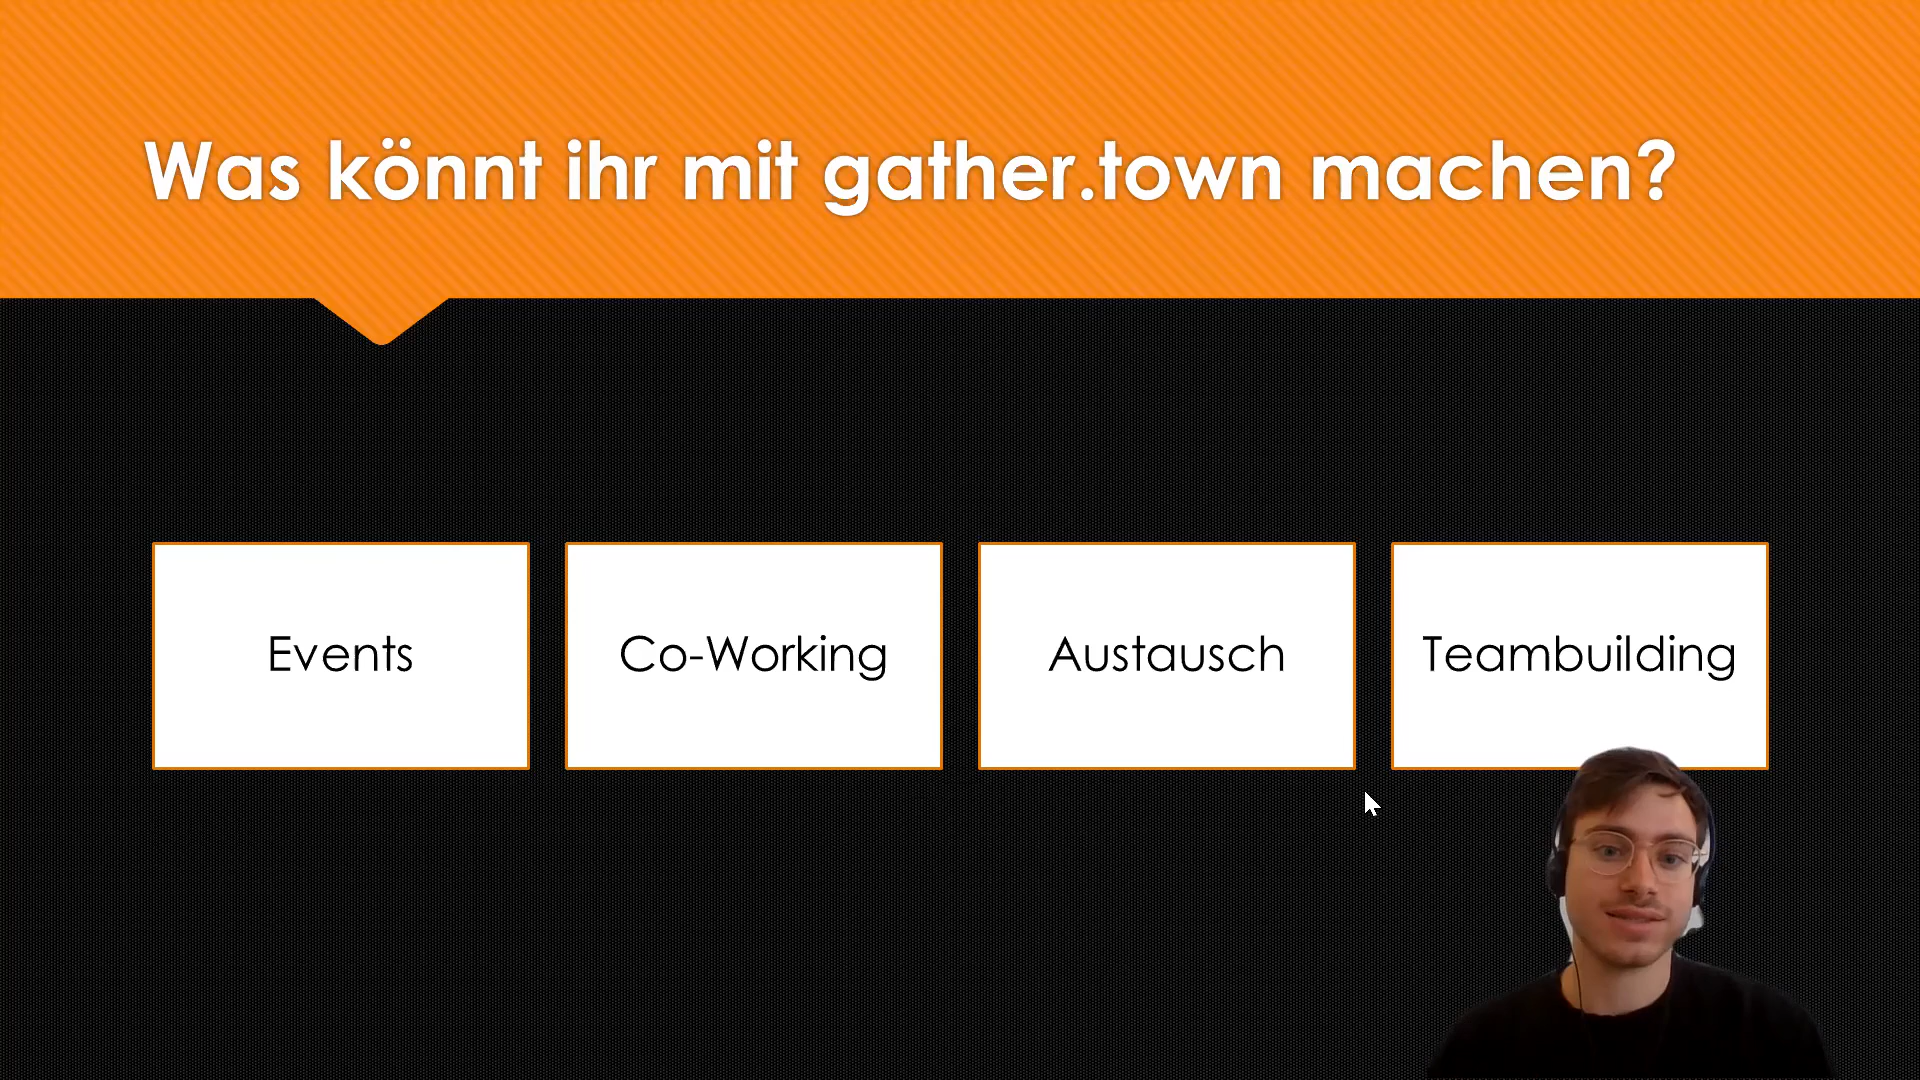 Was könnt ihr mit gather.town machen?
Events
Co-Working
Austausch
Teambuilding